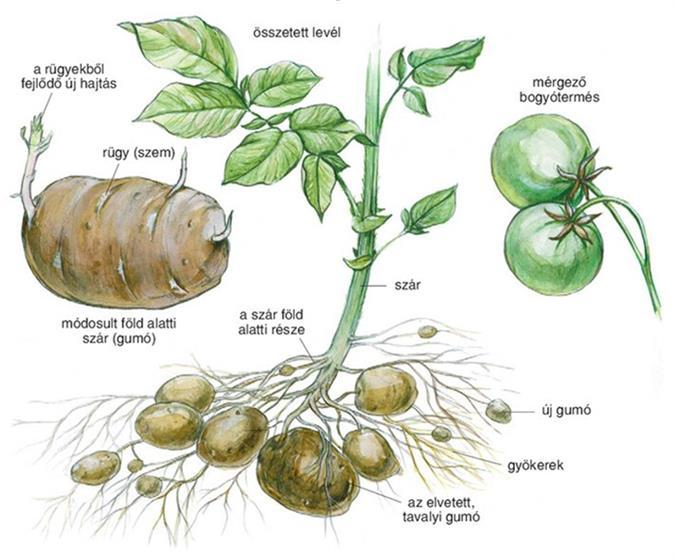 összetett levél
a rügyekből
fejlődő új hajtás
mérgező
bogyótermés
rügy (szem)
szár
módosult föld alatti
szár (gumó)
a szár föld
alatti része
új gumó
gyökerek
az elvetett,
tavalyi gumó